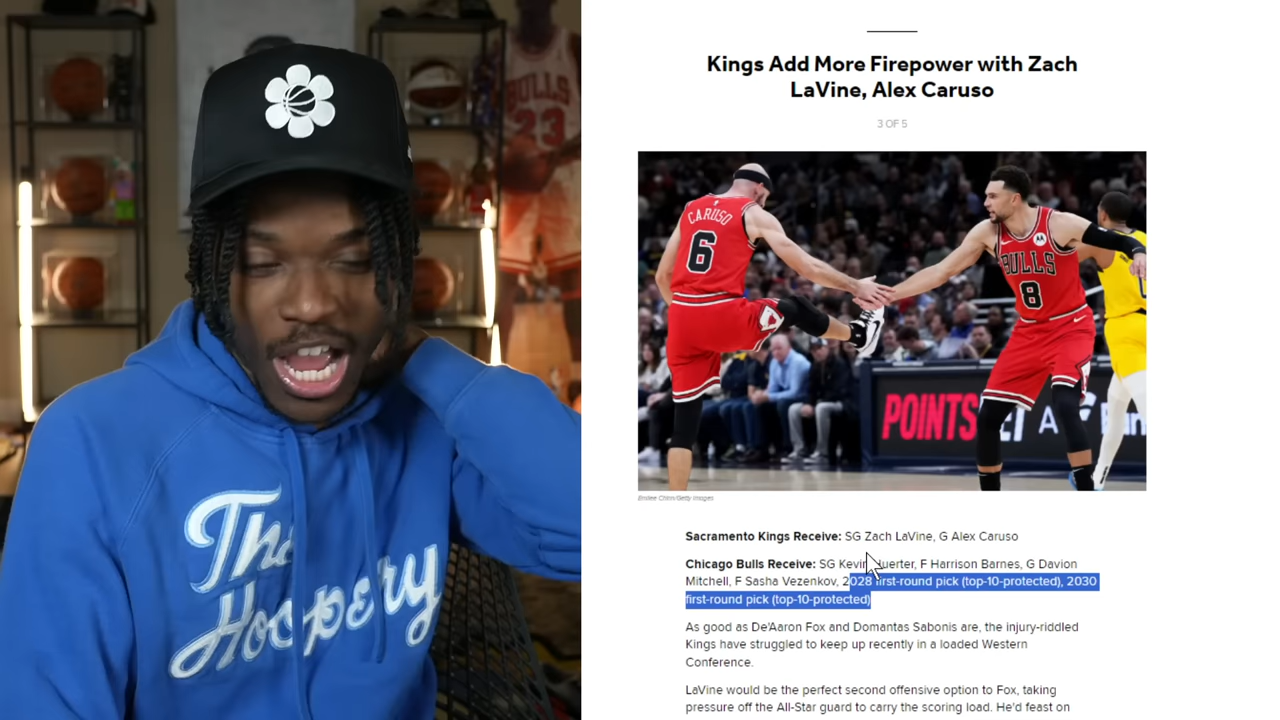 Kings Add More Firepower with Zach
LaVine, Alex Caruso
3 OF 5
BULLS
23
CARUSO
6
BULLS
8
POINTS
The
Hoopery
Emilee Chinn/Getty Images
Sacramento Kings Receive: SG Zach LaVine, G Alex Caruso
Chicago Bulls Receive: SG Kevin Huerter, F Harrison Barnes, G Davion
Mitchell, F Sasha Vezenkov, 2028 first-round pick (top-10-protected), 2030
first-round pick (top-10-protected)
As good as De'Aaron Fox and Domantas Sabonis are, the injury-riddled
Kings have struggled to keep up recently in a loaded Western
Conference.
LaVine would be the perfect second offensive option to Fox, taking
pressure off the All-Star guard to carry the scoring load. He'd feast on